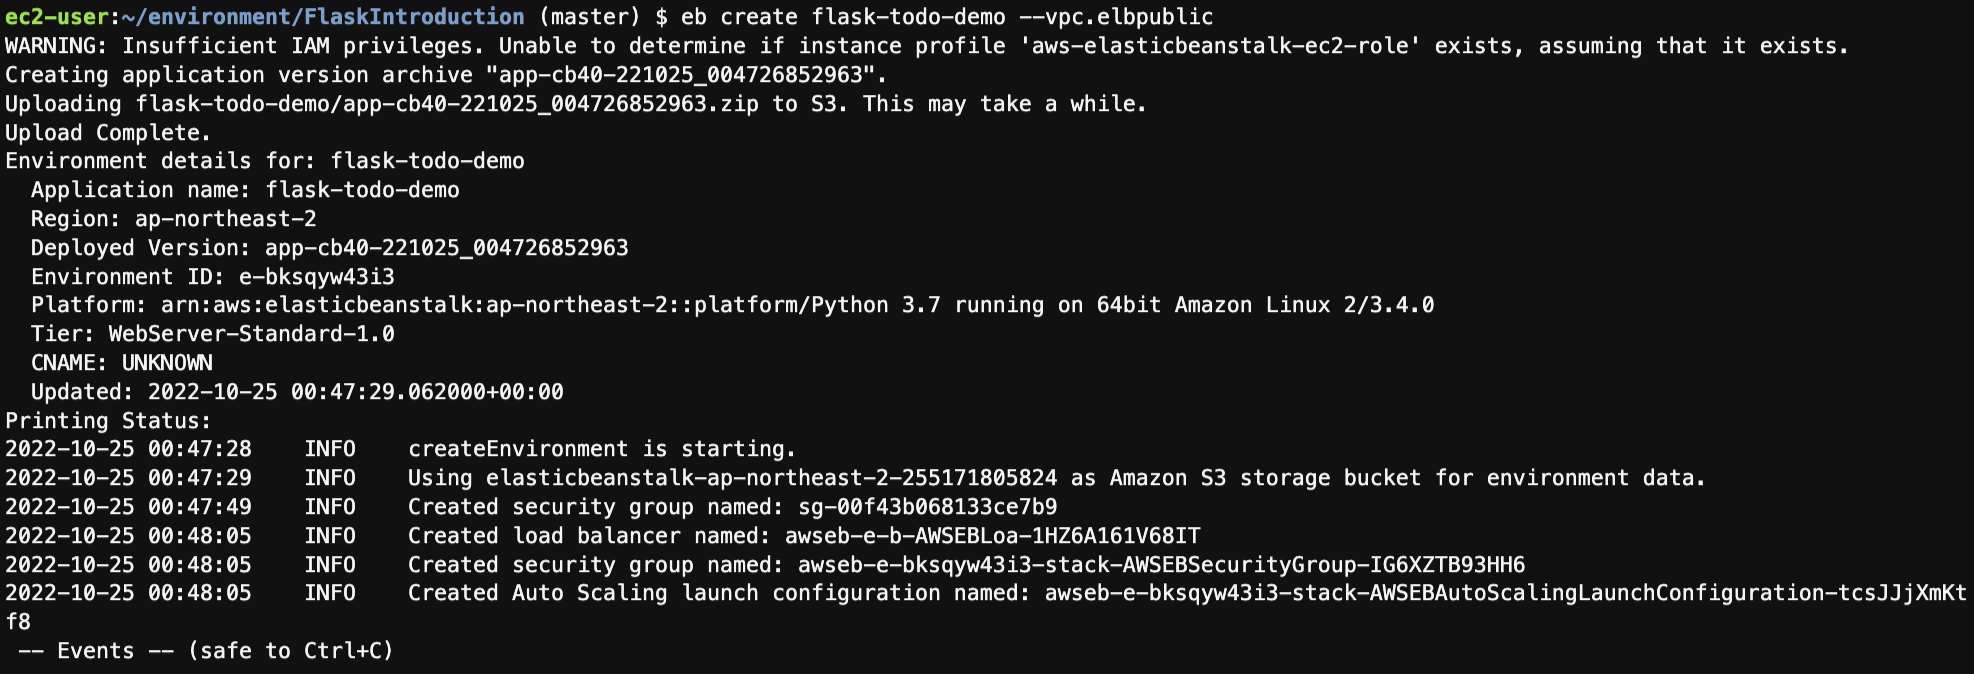 ec2-user:~/environment/FlaskIntroduction (master) $ eb create flask-todo-demo --vpc.elbpublic
WARNING: Insufficient IAM privileges. Unable to determine if instance profile 'aws-elasticbeanstalk-ec2-role' exists, assuming that it exists.
Creating application version archive "app-cb40-221025_004726852963".
Uploading flask-todo-demo/app-cb40-221025_004726852963.zip to S3. This may take a while.
Upload Complete.
Environment details for: flask-todo-demo
  Application name: flask-todo-demo
  Region: ap-northeast-2
  Deployed Version: app-cb40-221025_004726852963
  Environment ID: e-bksqyw43i3
  Platform: arn:aws:elasticbeanstalk:ap-northeast-2::platform/Python 3.7 running on 64bit Amazon Linux 2/3.4.0
  Tier: WebServer-Standard-1.0
  CNAME: UNKNOWN
  Updated: 2022-10-25 00:47:29.062000+00:00
Printing Status:
2022-10-25 00:47:28    INFO    createEnvironment is starting.
2022-10-25 00:47:29    INFO    Using elasticbeanstalk-ap-northeast-2-255171805824 as Amazon S3 storage bucket for environment data.
2022-10-25 00:47:49    INFO    Created security group named: sg-00f43b068133ce7b9
2022-10-25 00:48:05    INFO    Created load balancer named: awseb-e-b-AWSEBLoa-1HZ6A161V68IT
2022-10-25 00:48:05    INFO    Created security group named: awseb-e-bksqyw43i3-stack-AWSEBSecurityGroup-IG6XZTB93HH6
2022-10-25 00:48:05    INFO    Created Auto Scaling launch configuration named: awseb-e-bksqyw43i3-stack-AWSEBAutoScalingLaunchConfiguration-tcsJJjXmKt
f8
 -- Events -- (safe to Ctrl+C)